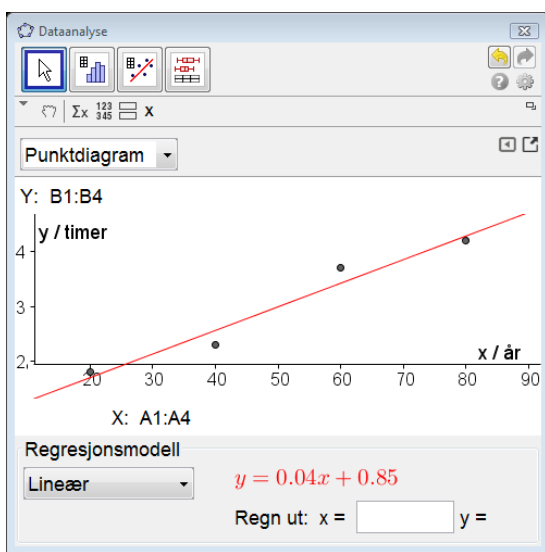 Dataanalyse
Σx 123 345 X
Punktdiagram
Y: B1:B4
y / timer
4
3
2
x / år
20 30 40 50 60 70 80 90
X: A1:A4
Regresjonsmodell
Lineær
y = 0.04x + 0.85
Regn ut: x = y =